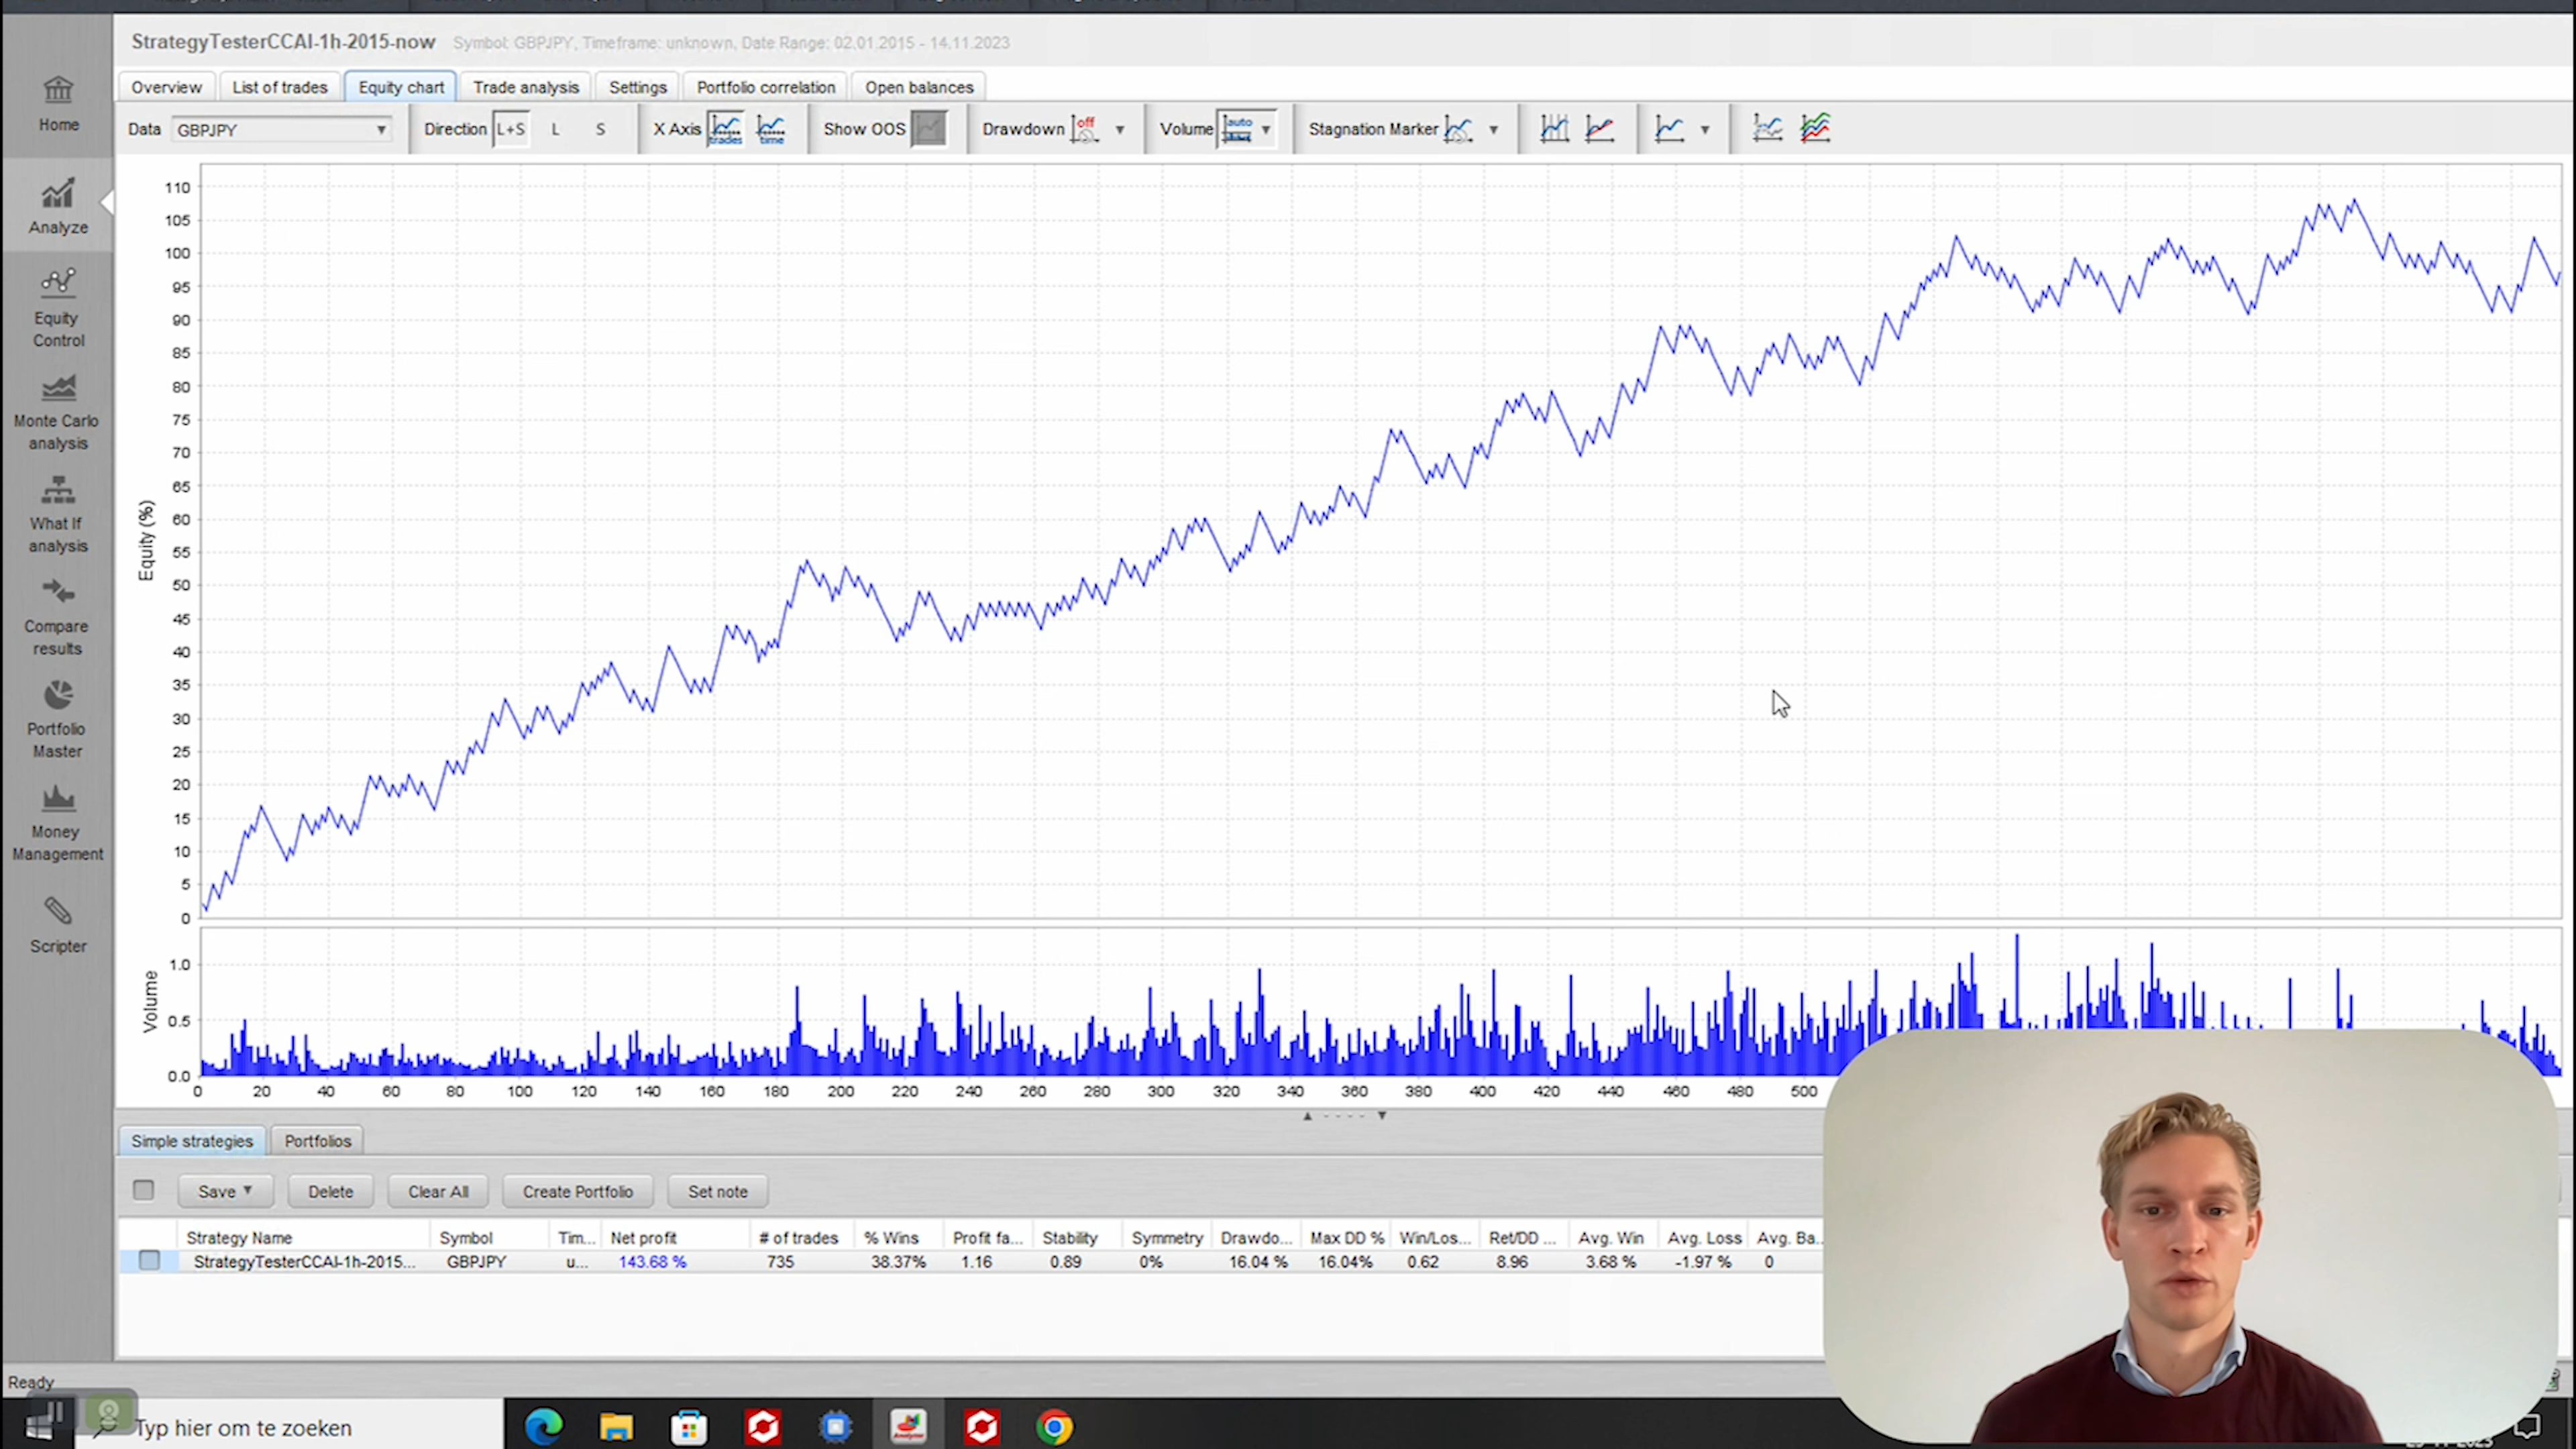 StrategyTesterCCAI-1h-2015-now Symbol: GBPJPY, Timeframe: unknown, Date Range: 02.01.2015 - 14.11.2023
Overview List of trades Equity chart Trade analysis Settings Portfolio correlation Open balances
Data GBPJPY Direction L+S L S X Axis trades time Show OOS Drawdown off Volume auto Stagnation Marker
Home
Analyze
Equity
Control
Monte Carlo
analysis
What If
analysis
Compare
results
Portfolio
Master
Money
Management
Scripter
110
105
100
95
90
85
80
75
70
65
60
55
50
45
40
35
30
25
20
15
10
5
0
Equity (%)
1.0
0.5
0.0
Volume
0 20 40 60 80 100 120 140 160 180 200 220 240 260 280 300 320 340 360 380 400 420 440 460 480 500
Simple strategies Portfolios
Save Delete Clear All Create Portfolio Set note
Strategy Name Symbol Tim... Net profit # of trades % Wins Profit fa... Stability Symmetry Drawdo... Max DD % Win/Los... Ret/DD ... Avg. Win Avg. Loss Avg. Ba...
StrategyTesterCCAI-1h-2015... GBPJPY u... 143.68 % 735 38.37% 1.16 0.89 0% 16.04 % 16.04% 0.62 8.96 3.68 % -1.97 % 0
Ready
Typ hier om te zoeken